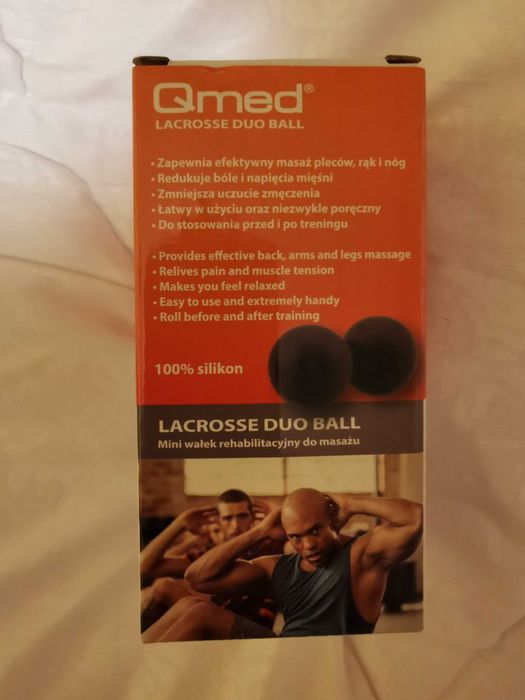 Qmed®
LACROSSE DUO BALL
• Zapewnia efektywny masaż pleców, rąk i nóg
• Redukuje bóle i napięcia mięśni
• Zmniejsza uczucie zmęczenia
• Łatwy w użyciu oraz niezwykle poręczny
• Do stosowania przed i po treningu
• Provides effective back, arms and legs massage
• Relives pain and muscle tension
• Makes you feel relaxed
• Easy to use and extremely handy
• Roll before and after training
100% silikon
LACROSSE DUO BALL
Mini wałek rehabilitacyjny do masażu